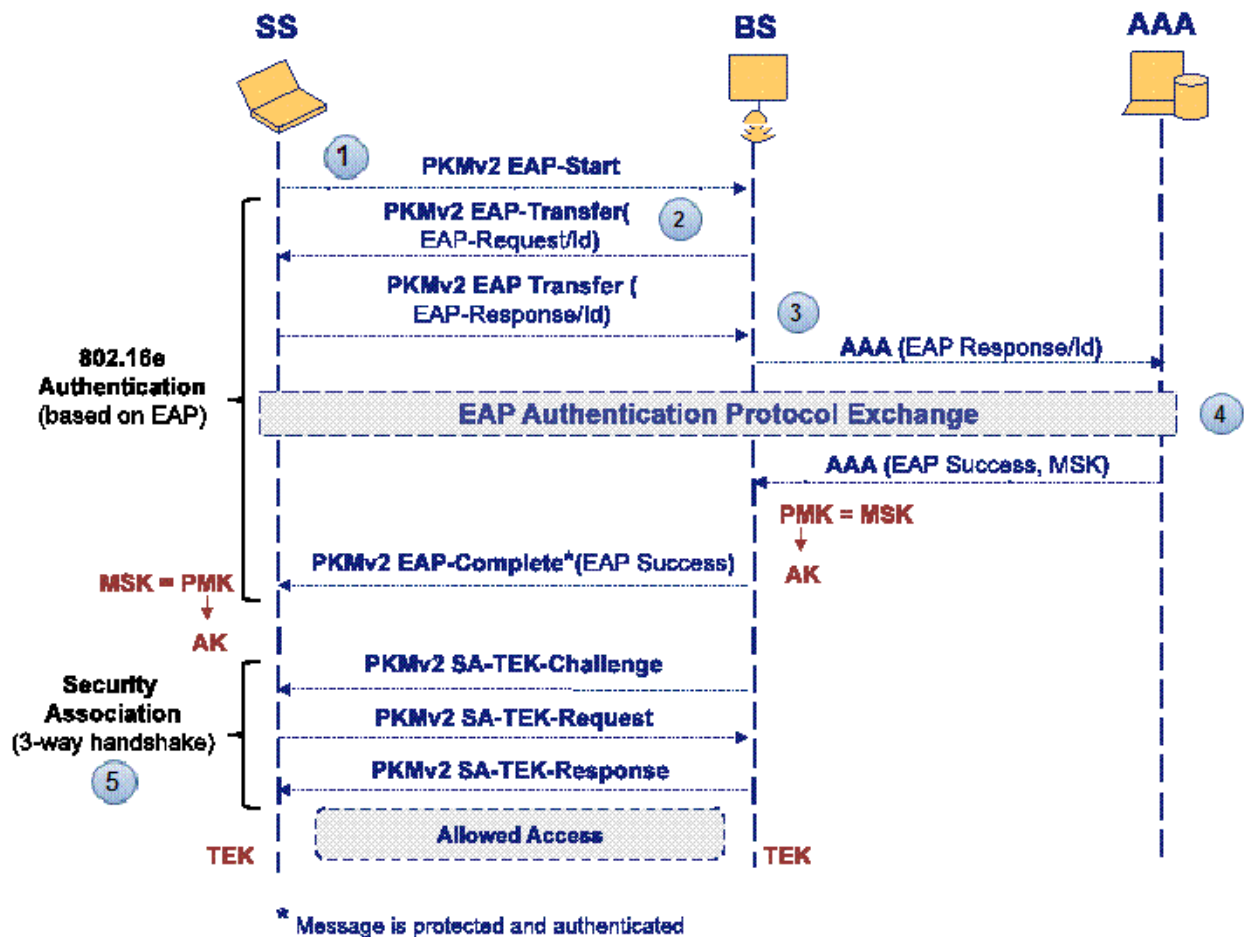 SS
BS
AAA
1
PKMv2 EAP-Start
PKMv2 EAP-Transfer(
EAP-Request/Id)
2
PKMv2 EAP Transfer (
EAP-Response/Id)
3
AAA (EAP Response/Id)
802.16e
Authentication
(based on EAP)
EAP Authentication Protocol Exchange
4
AAA (EAP Success, MSK)
PMK = MSK
AK
PKMv2 EAP-Complete*(EAP Success)
MSK = PMK
AK
PKMv2 SA-TEK-Challenge
Security
Association
(3-way handshake)
5
PKMv2 SA-TEK-Request
PKMv2 SA-TEK-Response
Allowed Access
TEK
TEK
* Message is protected and authenticated